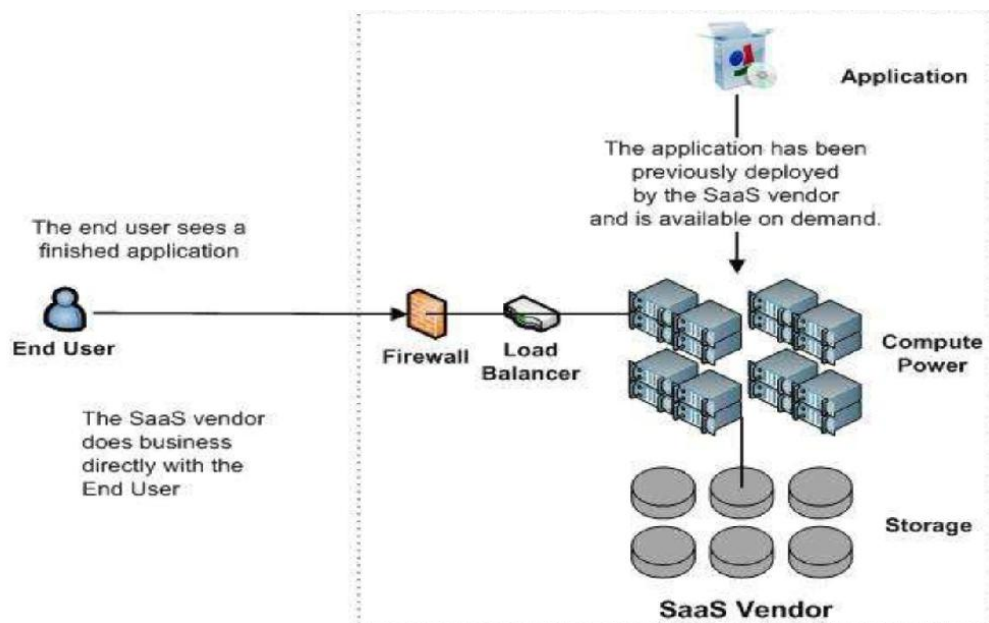 Application
The application has been
previously deployed
by the SaaS vendor
and is available on demand.
The end user sees a
finished application
End User
Firewall
Load
Balancer
Compute
Power
The SaaS vendor
does business
directly with the
End User
Storage
SaaS Vendor